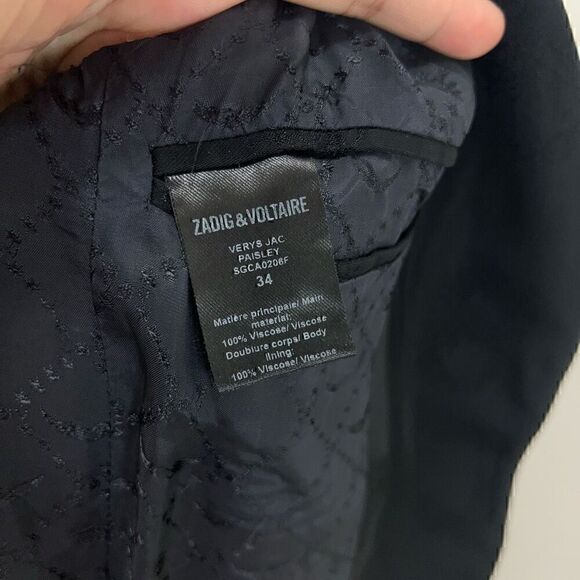 ZADIG & VOLTAIRE
VERYS JAC
PAISLEY
SGCA0206F
34
Matière principale/ Main
material:
100% Viscose/ Viscose
Doublure corps/ Body
lining:
100% Viscose/ Viscose